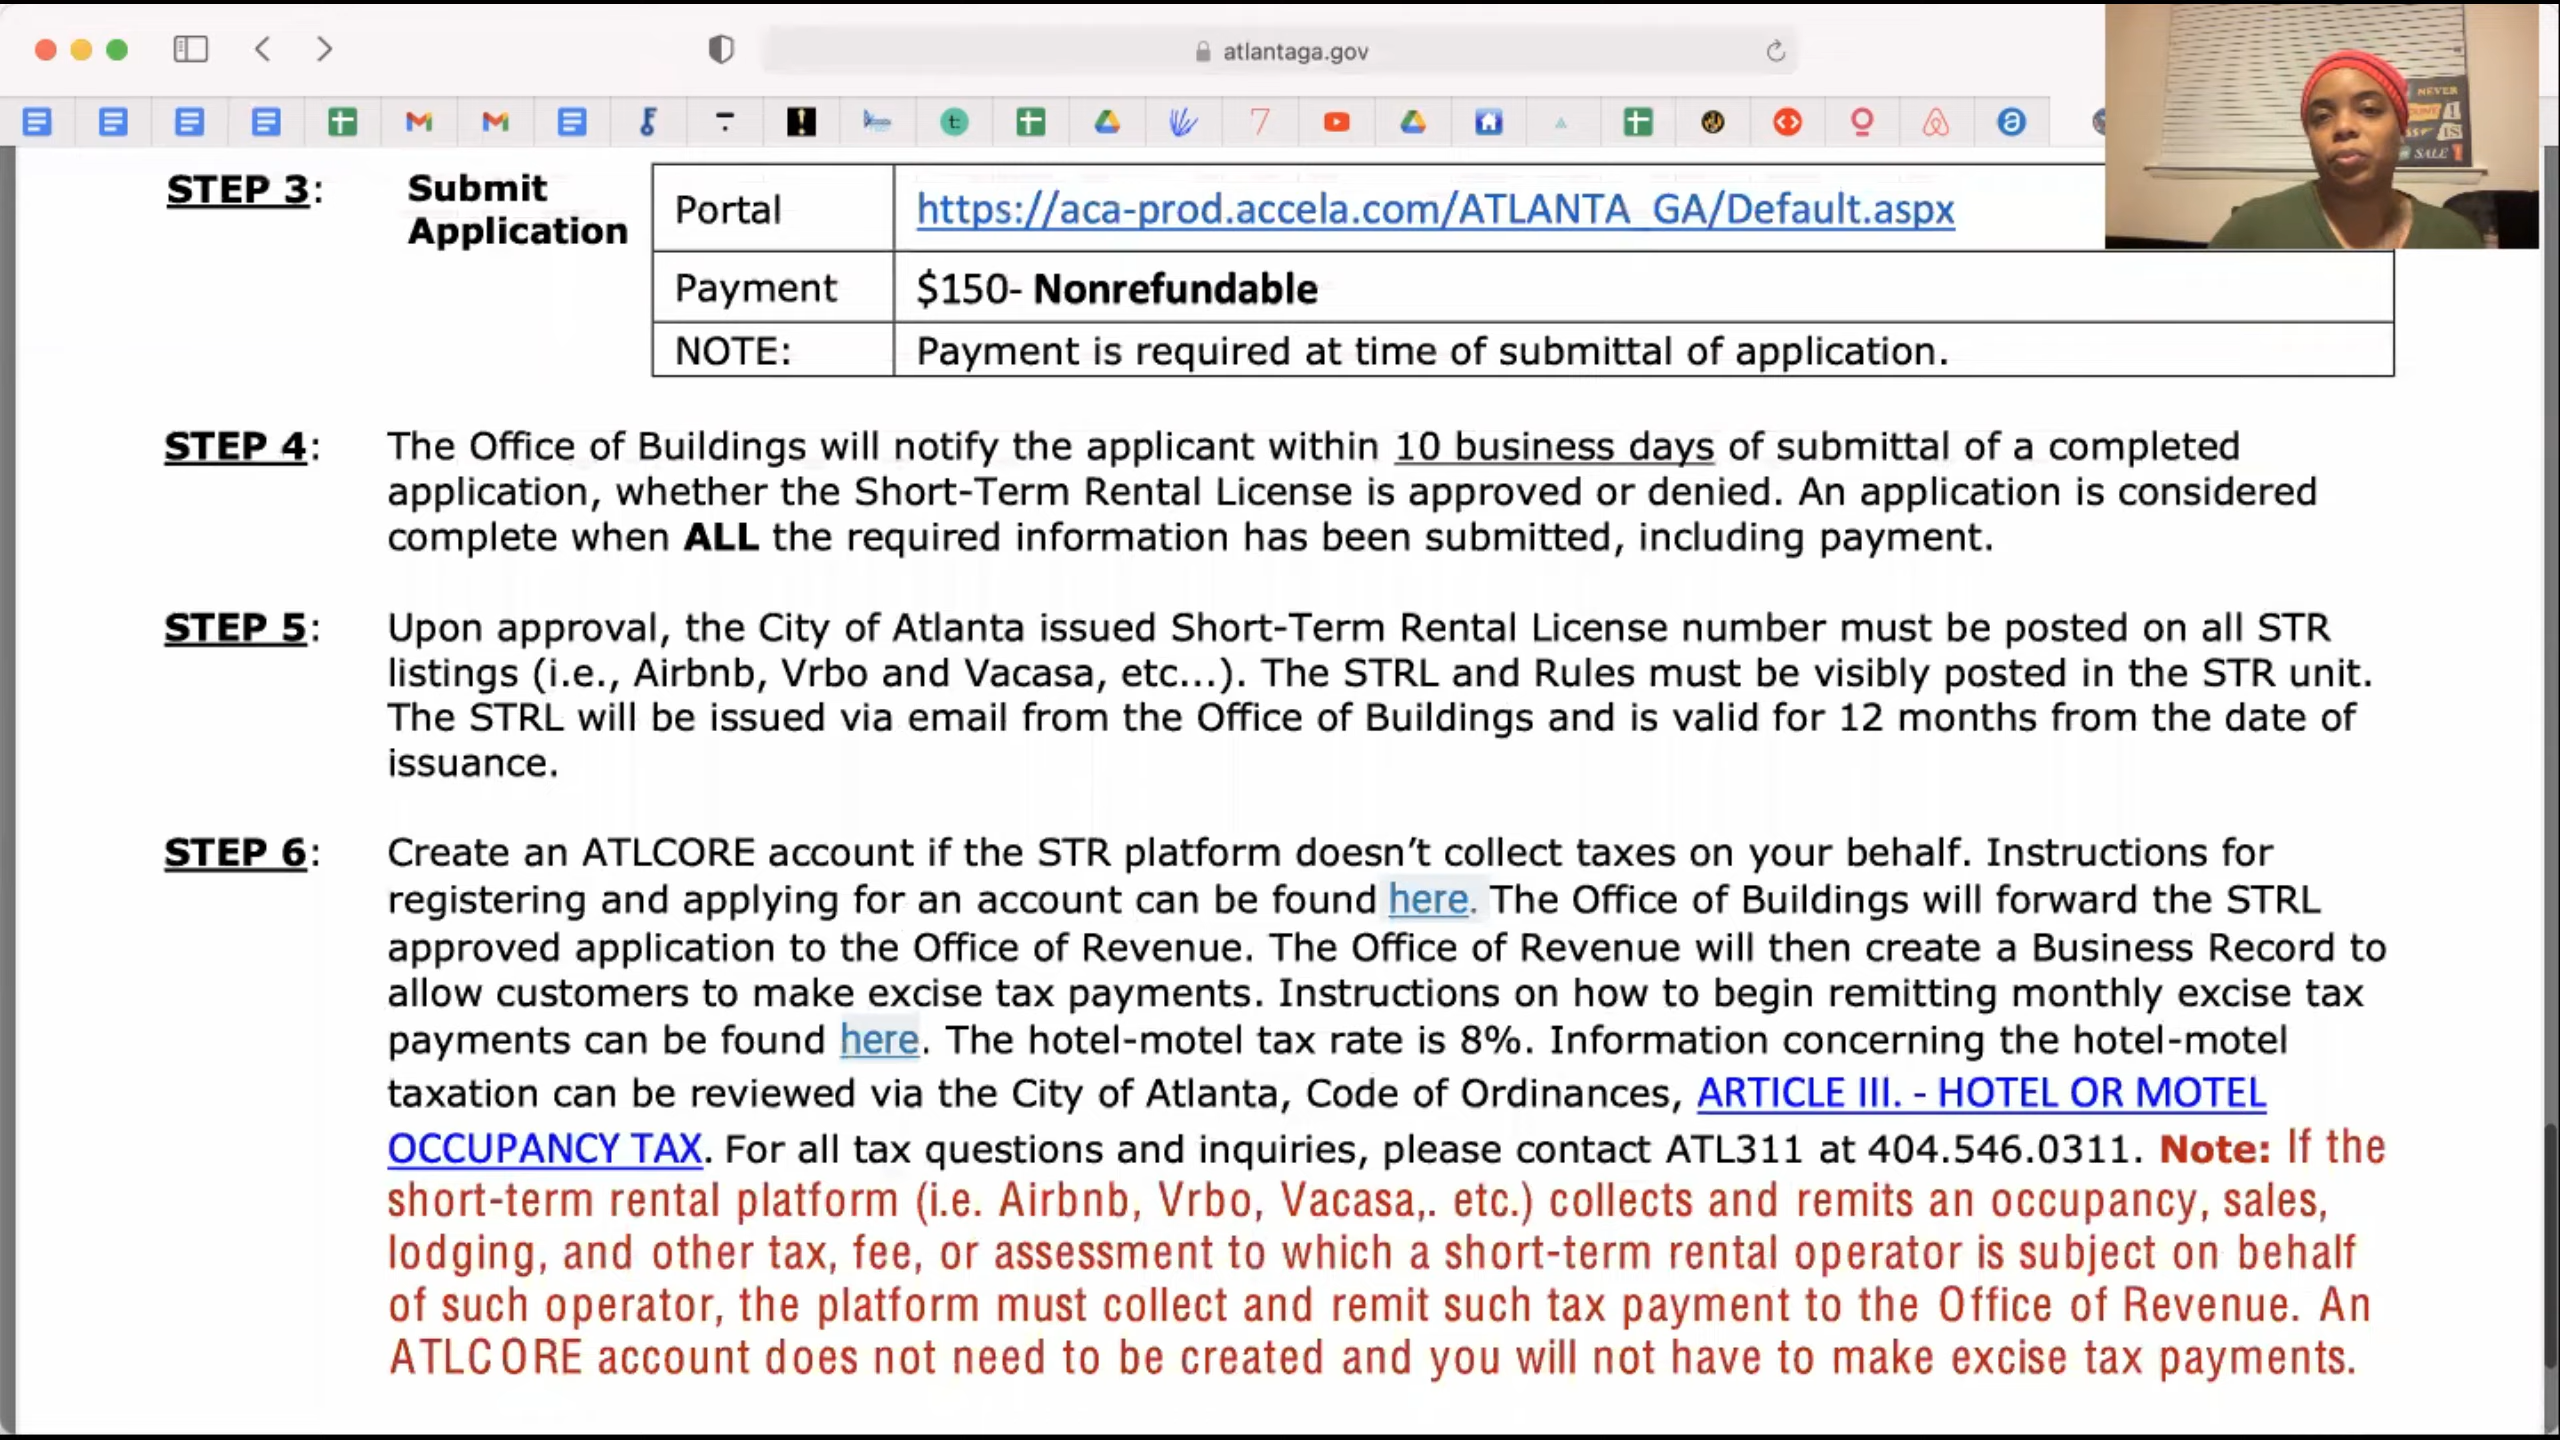 atlantaga.gov
NEVER
IS
SALE
STEP 3:
Submit
Application
Portal
https://aca-prod.accela.com/ATLANTA_GA/Default.aspx
Payment
$150- Nonrefundable
NOTE:
Payment is required at time of submittal of application.
STEP 4:
The Office of Buildings will notify the applicant within 10 business days of submittal of a completed
application, whether the Short-Term Rental License is approved or denied. An application is considered
complete when ALL the required information has been submitted, including payment.
STEP 5:
Upon approval, the City of Atlanta issued Short-Term Rental License number must be posted on all STR
listings (i.e., Airbnb, Vrbo and Vacasa, etc...). The STRL and Rules must be visibly posted in the STR unit.
The STRL will be issued via email from the Office of Buildings and is valid for 12 months from the date of
issuance.
STEP 6:
Create an ATLCORE account if the STR platform doesn’t collect taxes on your behalf. Instructions for
registering and applying for an account can be found here. The Office of Buildings will forward the STRL
approved application to the Office of Revenue. The Office of Revenue will then create a Business Record to
allow customers to make excise tax payments. Instructions on how to begin remitting monthly excise tax
payments can be found here. The hotel-motel tax rate is 8%. Information concerning the hotel-motel
taxation can be reviewed via the City of Atlanta, Code of Ordinances, ARTICLE III. - HOTEL OR MOTEL
OCCUPANCY TAX. For all tax questions and inquiries, please contact ATL311 at 404.546.0311. Note: If the
short-term rental platform (i.e. Airbnb, Vrbo, Vacasa,. etc.) collects and remits an occupancy, sales,
lodging, and other tax, fee, or assessment to which a short-term rental operator is subject on behalf
of such operator, the platform must collect and remit such tax payment to the Office of Revenue. An
ATLCORE account does not need to be created and you will not have to make excise tax payments.